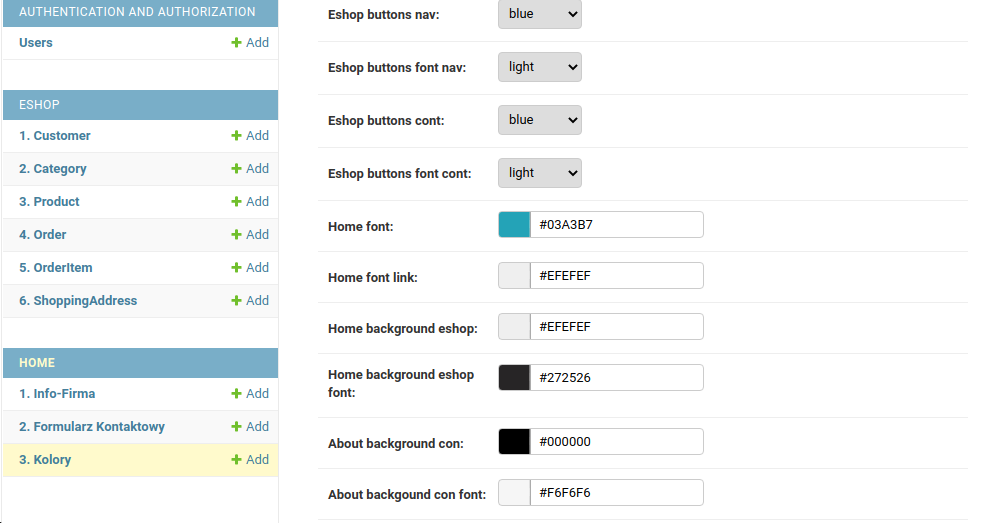 AUTHENTICATION AND AUTHORIZATION
Users
Add
ESHOP
1. Customer
Add
2. Category
Add
3. Product
Add
4. Order
Add
5. OrderItem
Add
6. ShoppingAddress
Add
HOME
1. Info-Firma
Add
2. Formularz Kontaktowy
Add
3. Kolory
Add
Eshop buttons nav:
blue
Eshop buttons font nav:
light
Eshop buttons cont:
blue
Eshop buttons font cont:
light
Home font:
#03A3B7
Home font link:
#EFEFEF
Home background eshop:
#EFEFEF
Home background eshop
font:
#272526
About background con:
#000000
About backgound con font:
#F6F6F6